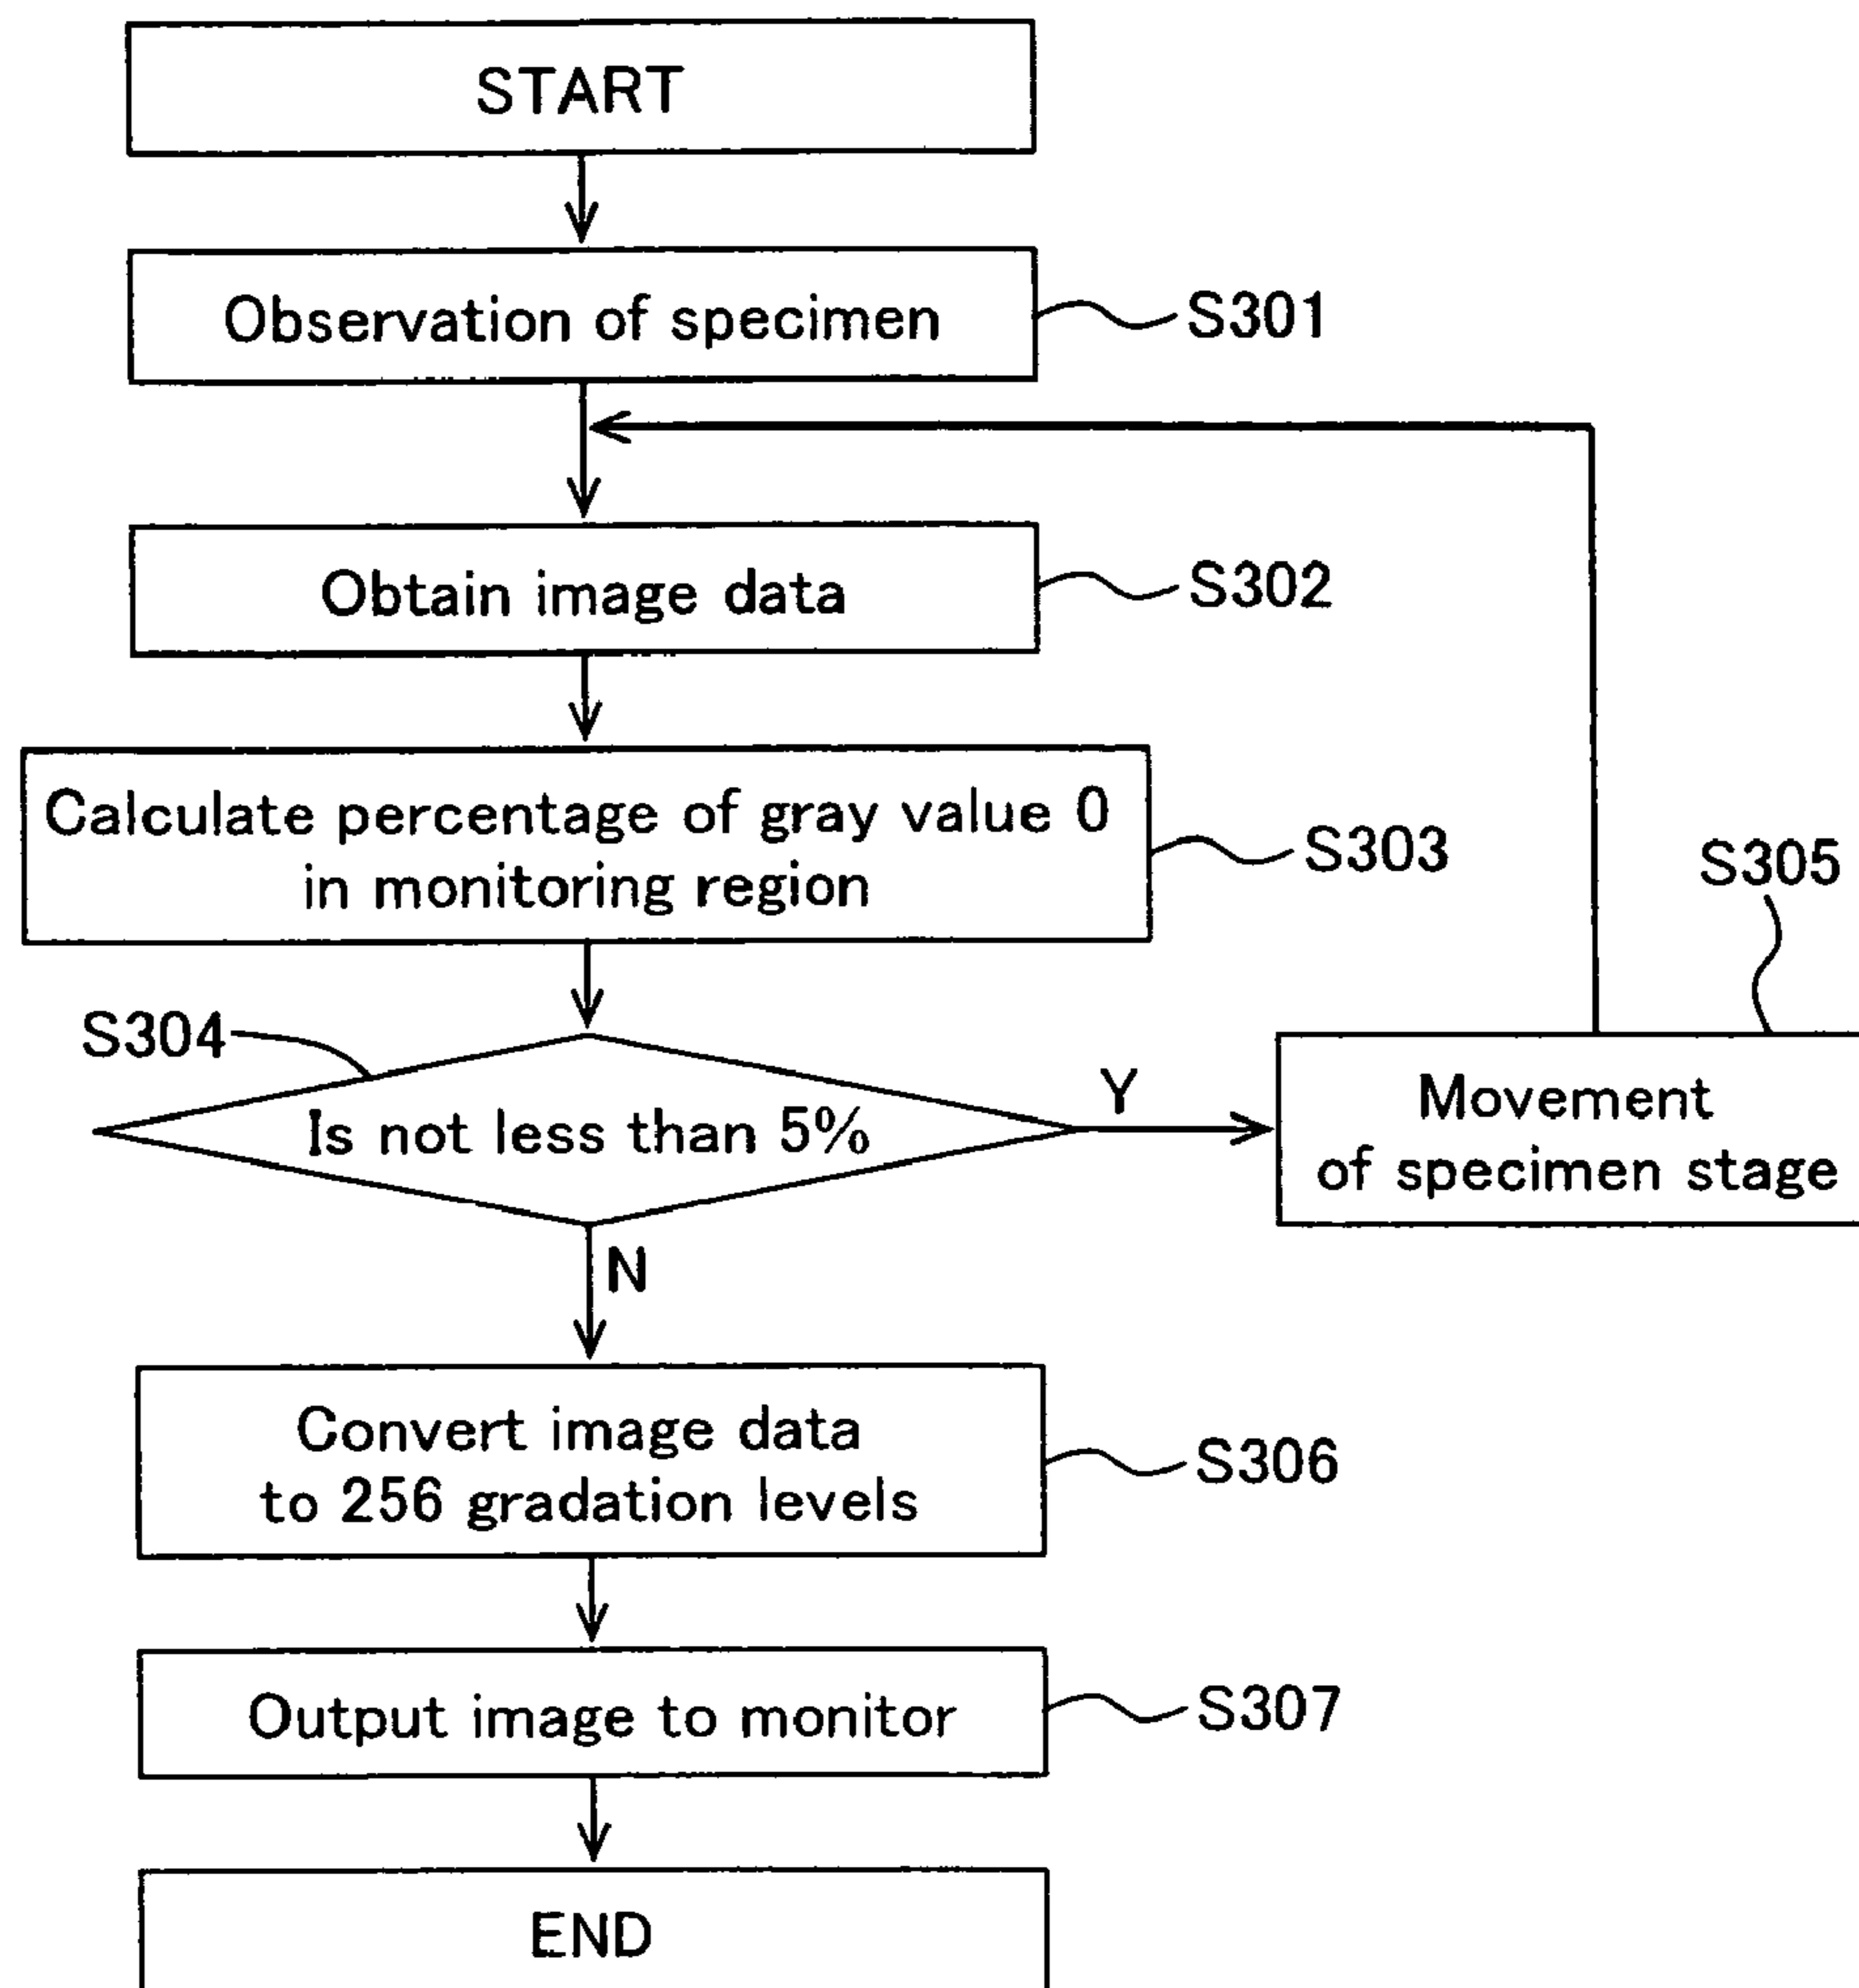 START
Observation of specimen
S301
Obtain image data
S302
Calculate percentage of gray value 0
in monitoring region
S303
S304
Is not less than 5%
Y
S305
Movement
of specimen stage
N
Convert image data
to 256 gradation levels
S306
Output image to monitor
S307
END